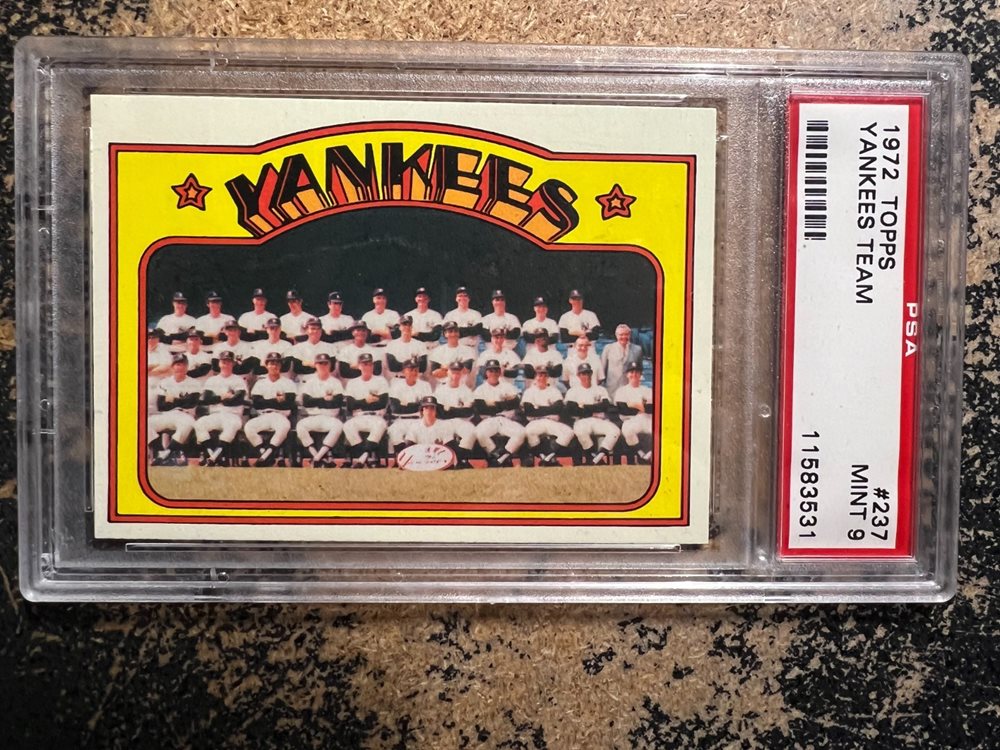 YANKEES
1972 TOPPS
YANKEES TEAM
#237
MINT 9
11583531
PSA